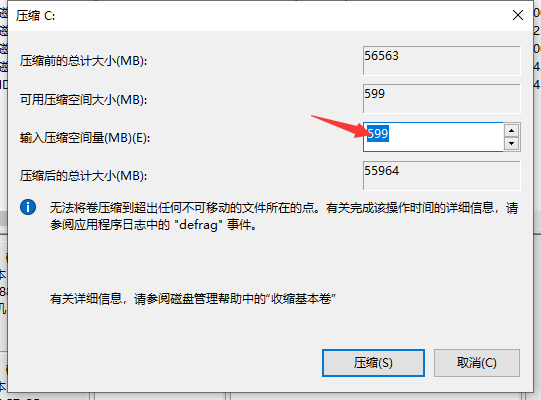 压缩 C:
压缩前的总计大小(MB):
56563
可用压缩空间大小(MB):
599
输入压缩空间量(MB)(E):
599
压缩后的总计大小(MB):
55964
无法将卷压缩到超出任何不可移动的文件所在的点。有关完成该操作时间的详细信息，请
参阅应用程序日志中的 "defrag" 事件。
有关详细信息，请参阅磁盘管理帮助中的“收缩基本卷”
压缩(S)
取消(C)